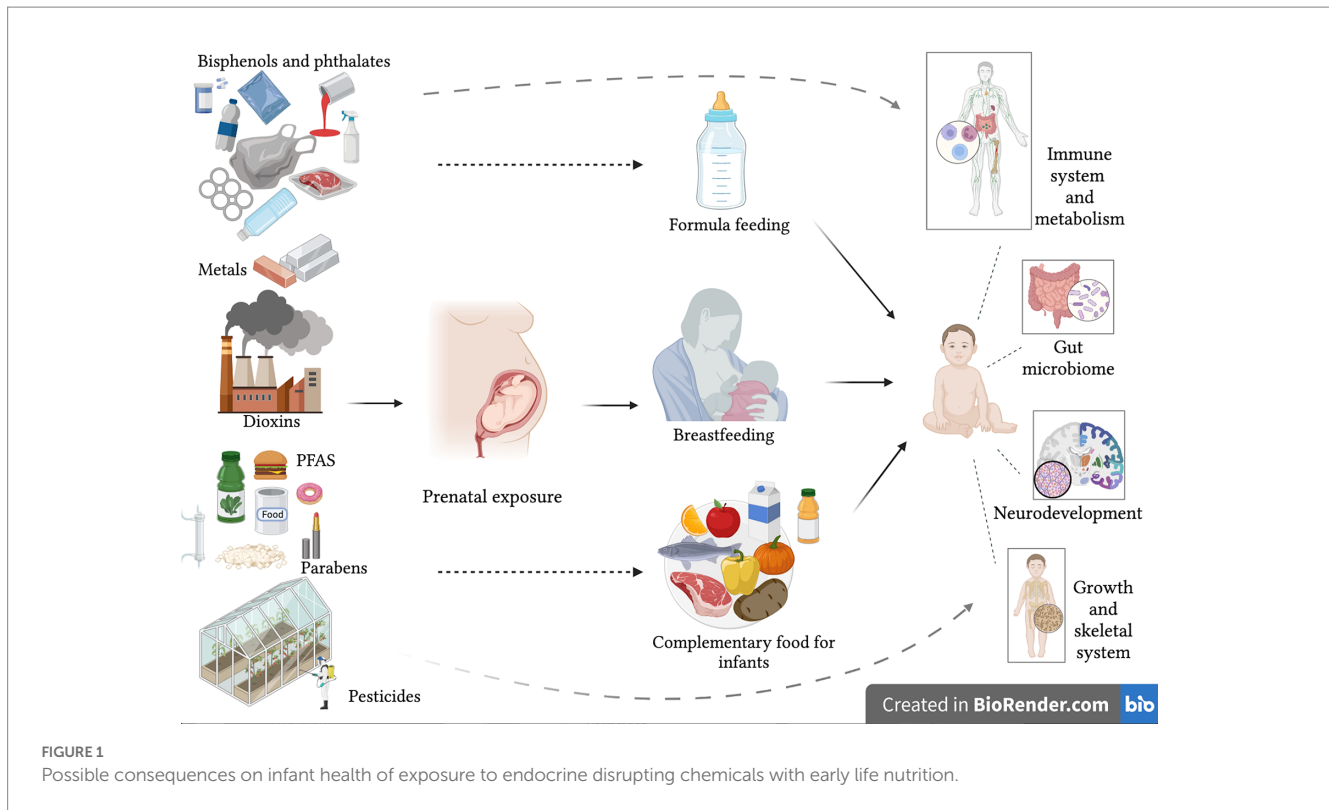 Bisphenols and phthalates
Formula feeding
Immune
system
and
metabolism
Metals
Gut
microbiome
Dioxins
Prenatal exposure
Breastfeeding
PFAS
Food
Parabens
Neurodevelopment
Complementary food for
infants
Growth
and
skeletal
system
Pesticides
Created in BioRender.com bio
FIGURE 1
Possible consequences on infant health of exposure to endocrine disrupting chemicals with early life nutrition.